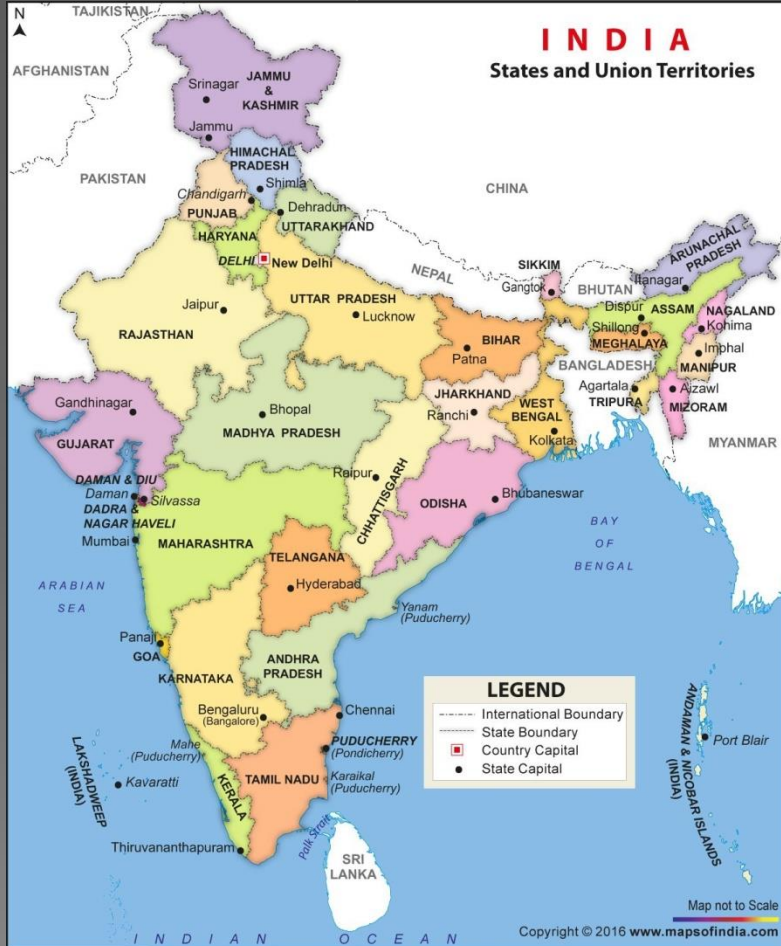 N
TAJIKISTAN
INDIA
States and Union Territories
AFGHANISTAN
JAMMU
&
KASHMIR
Srinagar
Jammu
HIMACHAL
PRADESH
PAKISTAN
Shimla
CHINA
Chandigarh
PUNJAB
Dehradun
UTTARAKHAND
HARYANA
DELHI
New Delhi
NEPAL
SIKKIM
Gangtok
BHUTAN
ARUNACHAL
PRADESH
Itanagar
Jaipur
RAJASTHAN
UTTAR PRADESH
Lucknow
BIHAR
Patna
Dispur
ASSAM
NAGALAND
Kohima
Shillong
MEGHALAYA
Imphal
MANIPUR
BANGLADESH
Agartala
TRIPURA
Aizawl
MIZORAM
MYANMAR
Gandhinagar
GUJARAT
Bhopal
MADHYA PRADESH
JHARKHAND
Ranchi
WEST
BENGAL
Kolkata
DAMAN & DIU
Daman
Silvassa
DADRA &
NAGAR HAVELI
Mumbai
MAHARASHTRA
Raipur
CHHATTISGARH
ODISHA
Bhubaneswar
TELANGANA
Hyderabad
BAY
OF
BENGAL
ARABIAN
SEA
Yanam
(Puducherry)
Panaji
GOA
KARNATAKA
ANDHRA
PRADESH
Bengaluru
(Bangalore)
Chennai
Mahe
(Puducherry)
PUDUCHERRY
(Pondicherry)
LAKSHADWEEP
(INDIA)
Kavaratti
KERALA
TAMIL NADU
Karaikal
(Puducherry)
Thiruvananthapuram
Palk Strait
SRI
LANKA
LEGEND
International Boundary
State Boundary
Country Capital
State Capital
ANDAMAN & NICOBAR ISLANDS
(INDIA)
Port Blair
INDIAN OCEAN
Map not to Scale
Copyright © 2016 www.mapsofindia.com